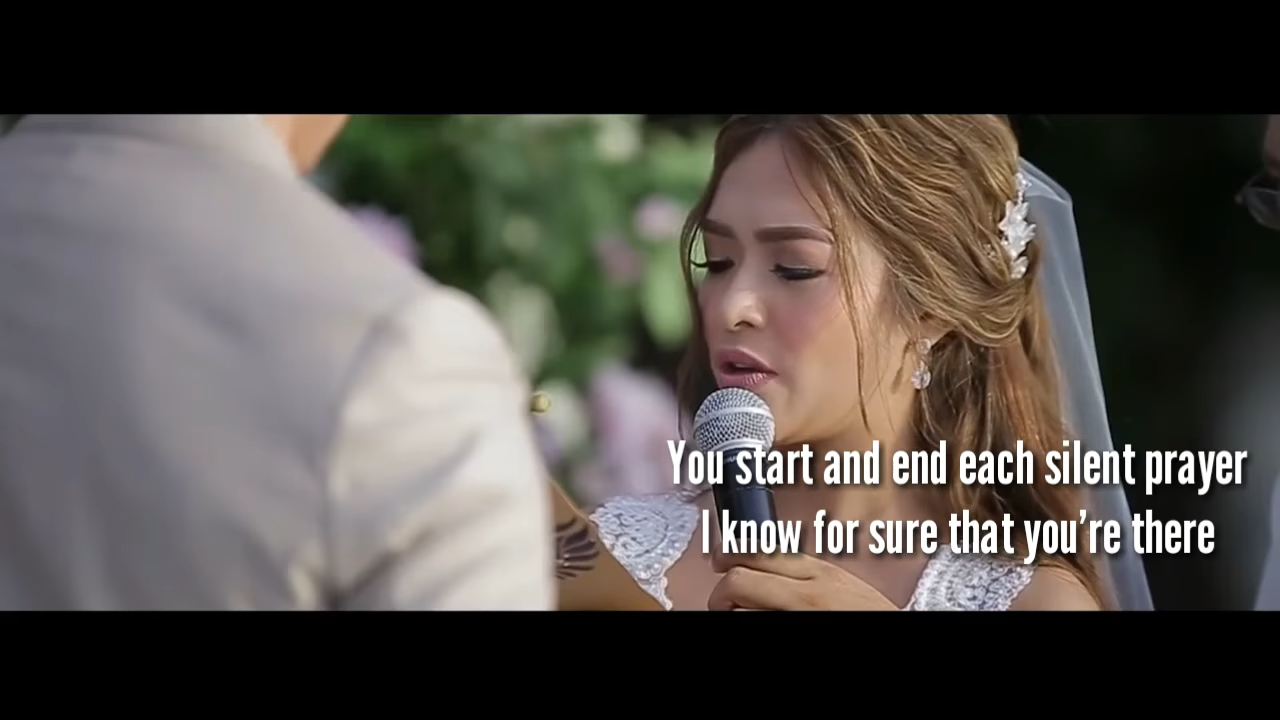 You start and end each silent prayer
I know for sure that you’re there